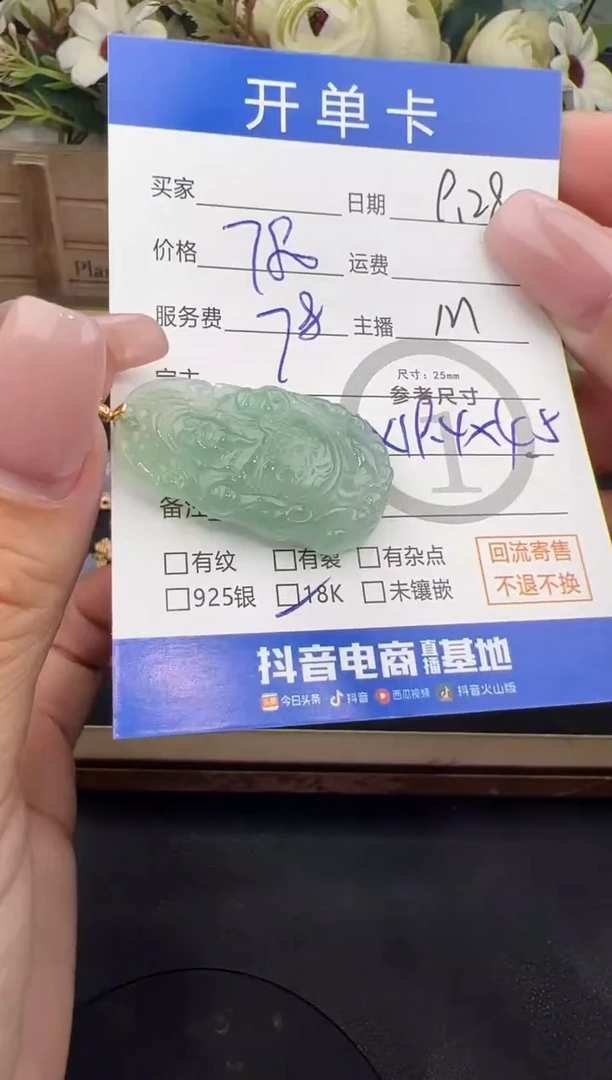 开单卡
买家 日期
价格 78 运费
服务费 78 主播 M
尺寸：25mm
参考尺寸
1
备注
有纹 有裂 有杂点
925银 18K 未镶嵌
回流寄售
不退不换
抖音电商直播基地
头条 今日头条 抖音 西瓜视频 抖音火山版